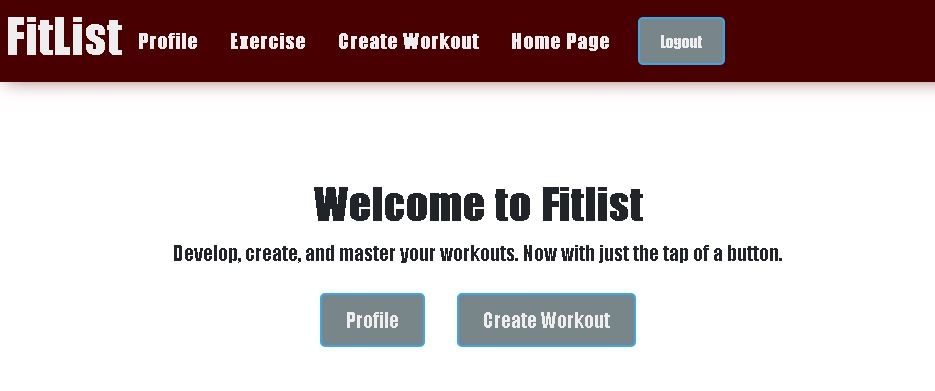 FitList Profile Exercise Create Workout Home Page Logout
Welcome to Fitlist
Develop, create, and master your workouts. Now with just the tap of a button.
Profile Create Workout